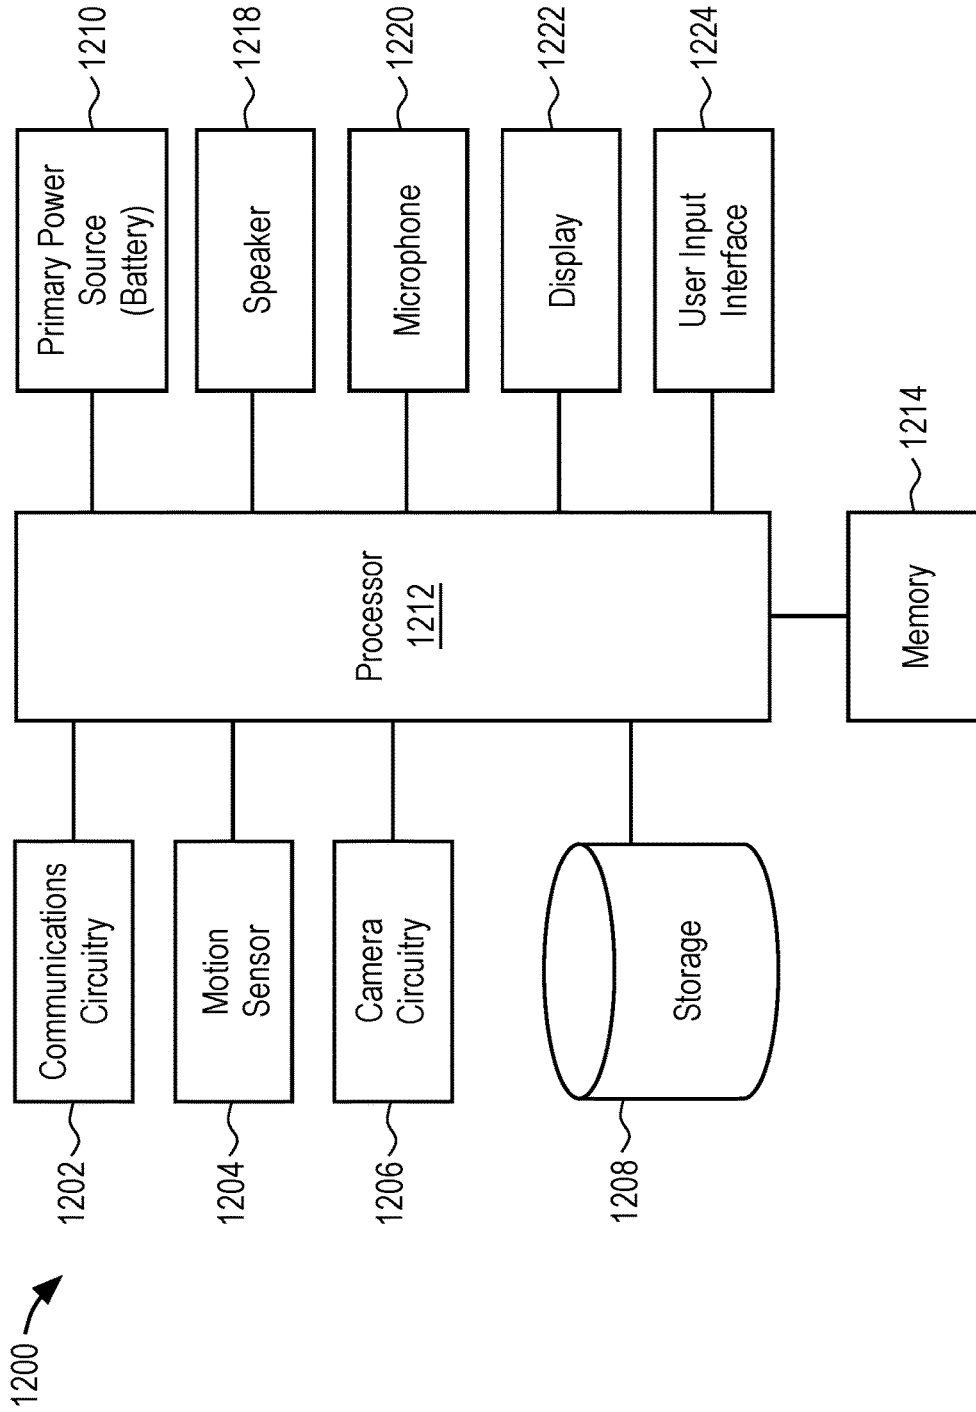 1200
1202
Communications
Circuitry
1204
Motion
Sensor
1206
Camera
Circuitry
1208
Storage
Processor
1212
Memory
1214
Primary Power
Source
(Battery)
1210
Speaker
1218
Microphone
1220
Display
1222
User Input
Interface
1224